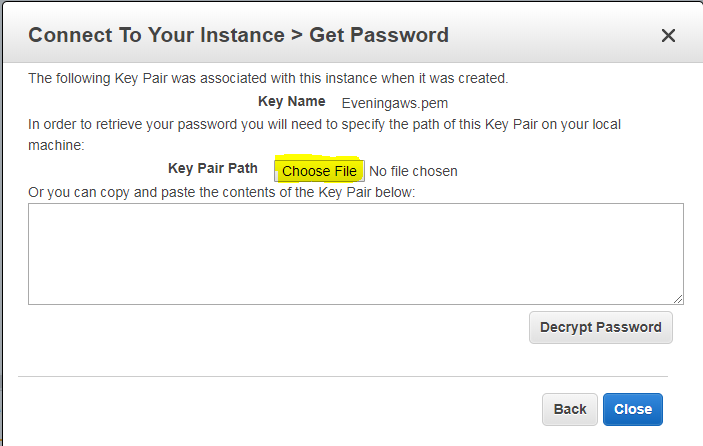 Connect To Your Instance > Get Password
The following Key Pair was associated with this instance when it was created.
Key Name Eveningaws.pem
In order to retrieve your password you will need to specify the path of this Key Pair on your local
machine:
Key Pair Path Choose File No file chosen
Or you can copy and paste the contents of the Key Pair below:
Decrypt Password
Back Close